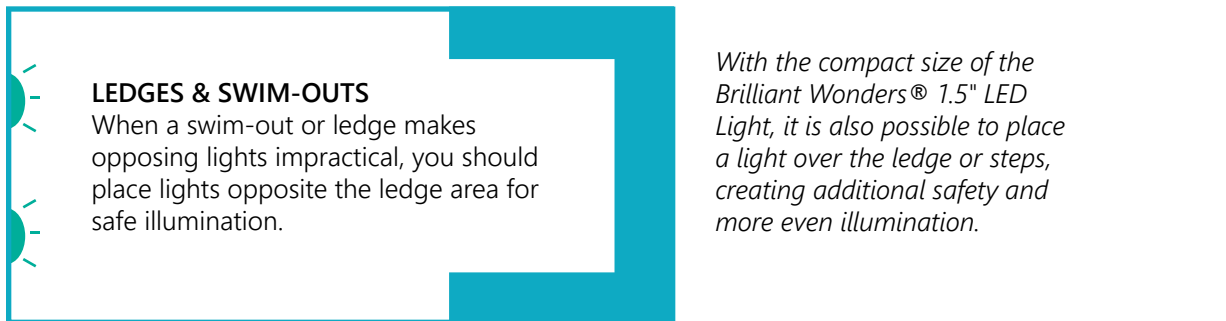 LEDGES & SWIM-OUTS
When a swim-out or ledge makes
opposing lights impractical, you should
place lights opposite the ledge area for
safe illumination.
With the compact size of the
Brilliant Wonders® 1.5" LED
Light, it is also possible to place
a light over the ledge or steps,
creating additional safety and
more even illumination.